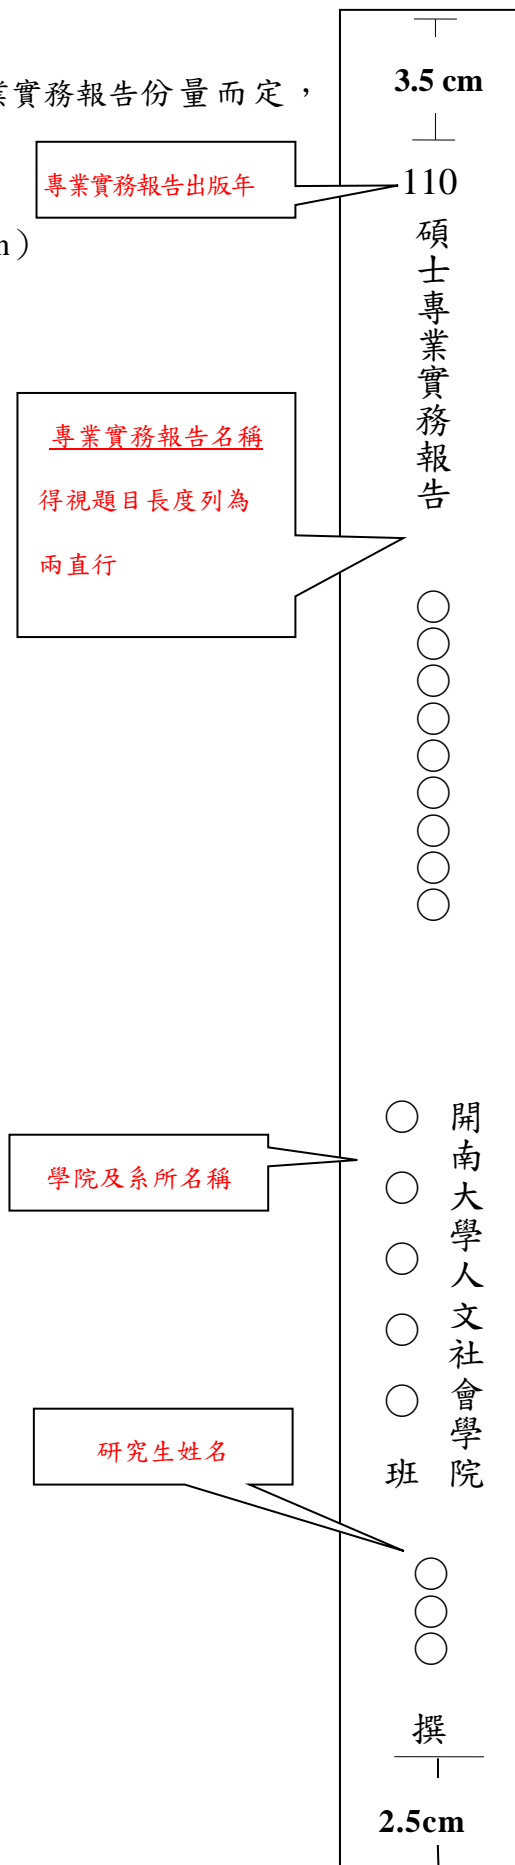 業實務報告份量而定，
m）
3.5 cm
專業實務報告出版年
110
碩士專業實務報告
專業實務報告名稱
得視題目長度列為
兩直行
○○○○○○○○○
學院及系所名稱
開南大學人文社會學院
○○○○○班
研究生姓名
○○○
撰
2.5cm